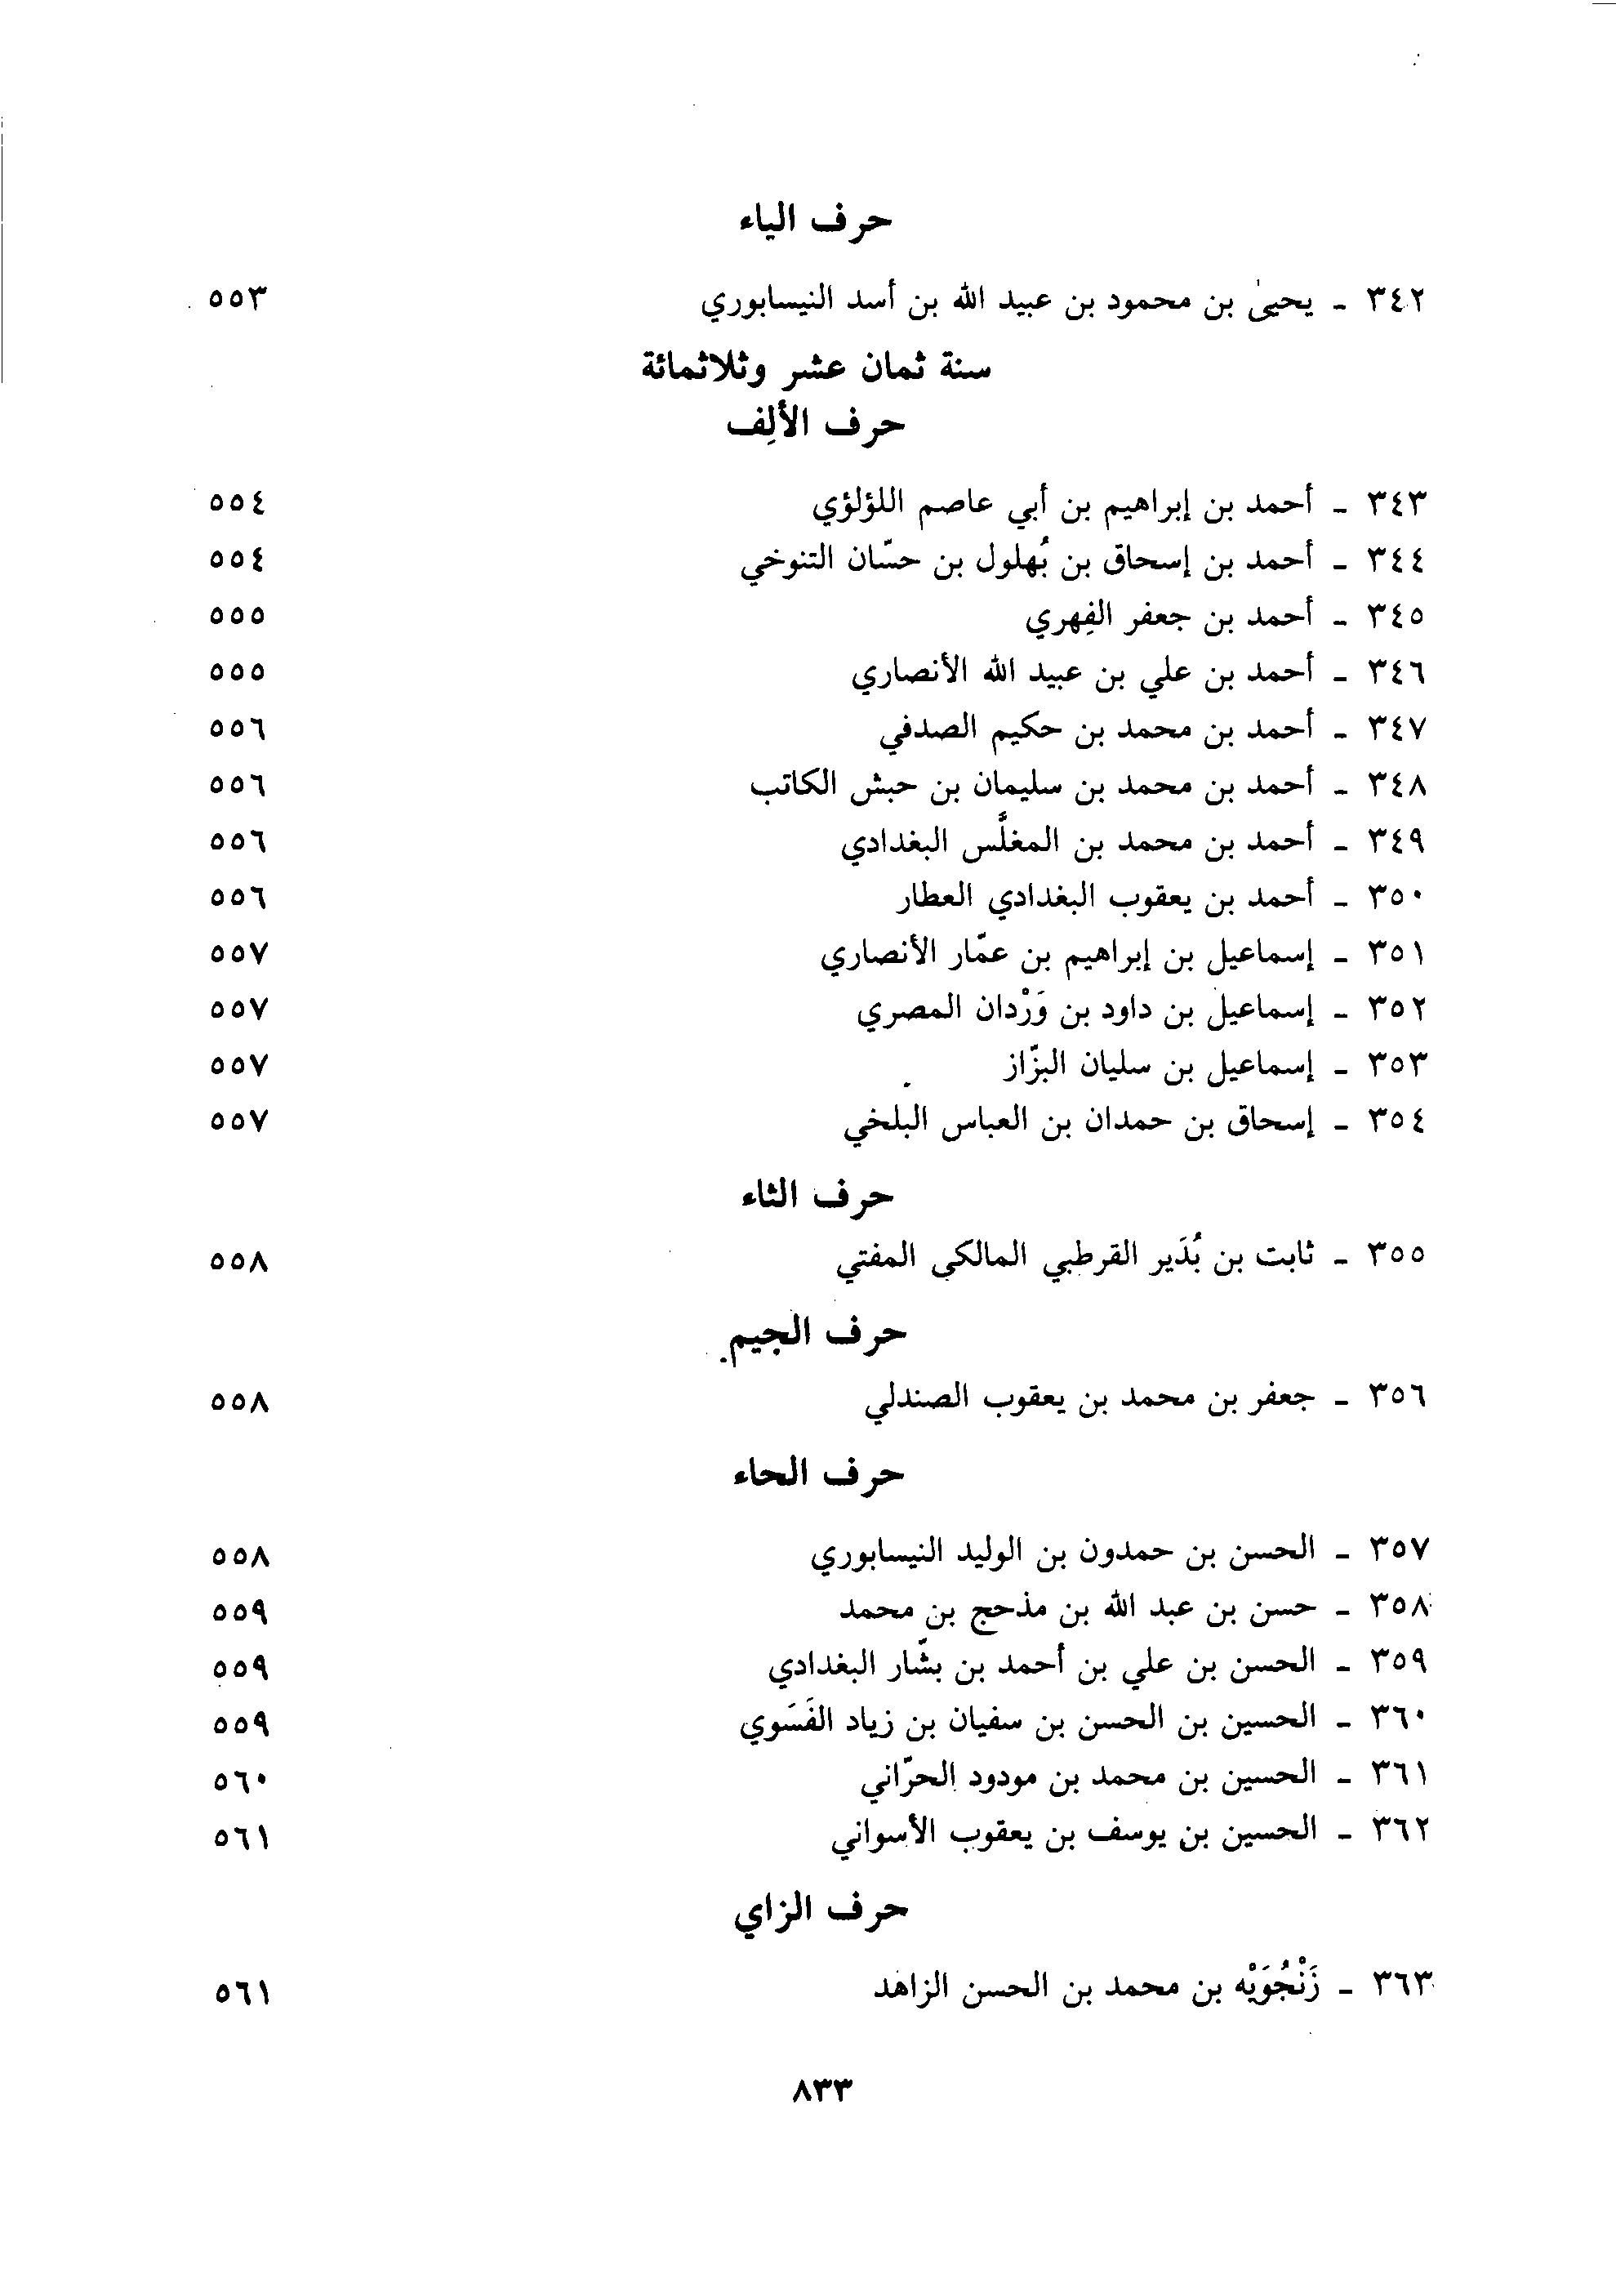 حرف الياء
٣٤٢ - يحيىٰ بن محمود بن عبيد الله بن أسد النيسابوري ٥٥٣
سنة ثمان عشر وثلاثمائة
حرف الألِف
٣٤٣ - أحمد بن إبراهيم بن أبي عاصم اللؤلؤي ٥٥٤
٣٤٤ - أحمد بن إسحاق بن بُهلول بن حسّان التنوخي ٥٥٤
٣٤٥ - أحمد بن جعفر الفِهري ٥٥٥
٣٤٦ - أحمد بن علي بن عبيد الله الأنصاري ٥٥٥
٣٤٧ - أحمد بن محمد بن حكيم الصدفي ٥٥٦
٣٤٨ - أحمد بن محمد بن سليمان بن حبش الكاتب ٥٥٦
٣٤٩ - أحمد بن محمد بن المغلِّس البغدادي ٥٥٦
٣٥٠ - أحمد بن يعقوب البغدادي العطار ٥٥٦
٣٥١ - إسماعيل بن إبراهيم بن عمّار الأنصاري ٥٥٧
٣٥٢ - إسماعيل بن داود بن وَرْدان المصري ٥٥٧
٣٥٣ - إسماعيل بن سليان البزّاز ٥٥٧
٣٥٤ - إسحاق بن حمدان بن العباس البلخي ٥٥٧
حرف الثاء
٣٥٥ - ثابت بن بُدَير القرطبي المالكي المفتي ٥٥٨
حرف الجيم
٣٥٦ - جعفر بن محمد بن يعقوب الصندلي ٥٥٨
حرف الحاء
٣٥٧ - الحسن بن حمدون بن الوليد النيسابوري ٥٥٨
٣٥٨ - حسن بن عبد الله بن مذحج بن محمد ٥٥٩
٣٥٩ - الحسن بن علي بن أحمد بن بشّار البغدادي ٥٥٩
٣٦٠ - الحسين بن الحسن بن سفيان بن زياد الفَسَوي ٥٥٩
٣٦١ - الحسين بن محمد بن مودود الحرّاني ٥٦٠
٣٦٢ - الحسين بن يوسف بن يعقوب الأسواني ٥٦١
حرف الزاي
٣٦٣ - زَنْجُوَيْه بن محمد بن الحسن الزاهد ٥٦١
٨٣٣